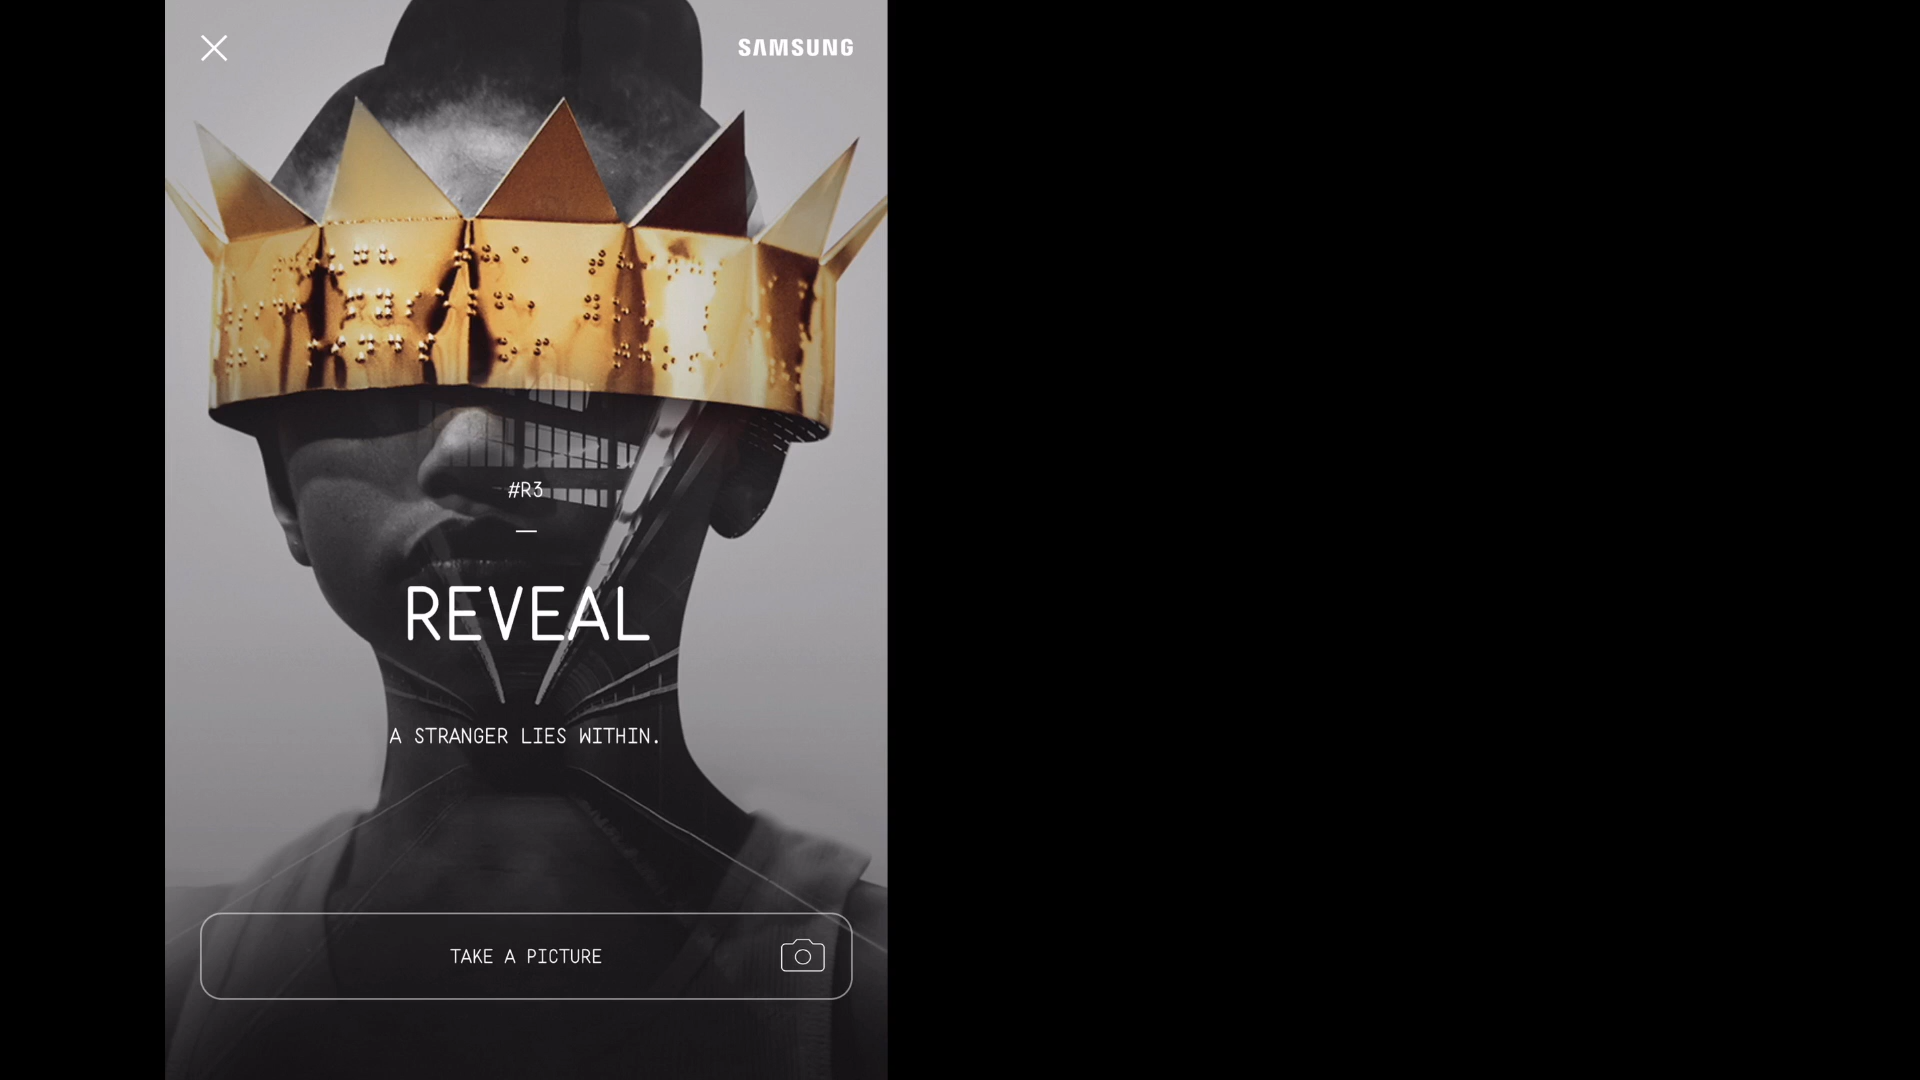 SAMSUNG
#R3
REVEAL
A STRANGER LIES WITHIN.
TAKE A PICTURE